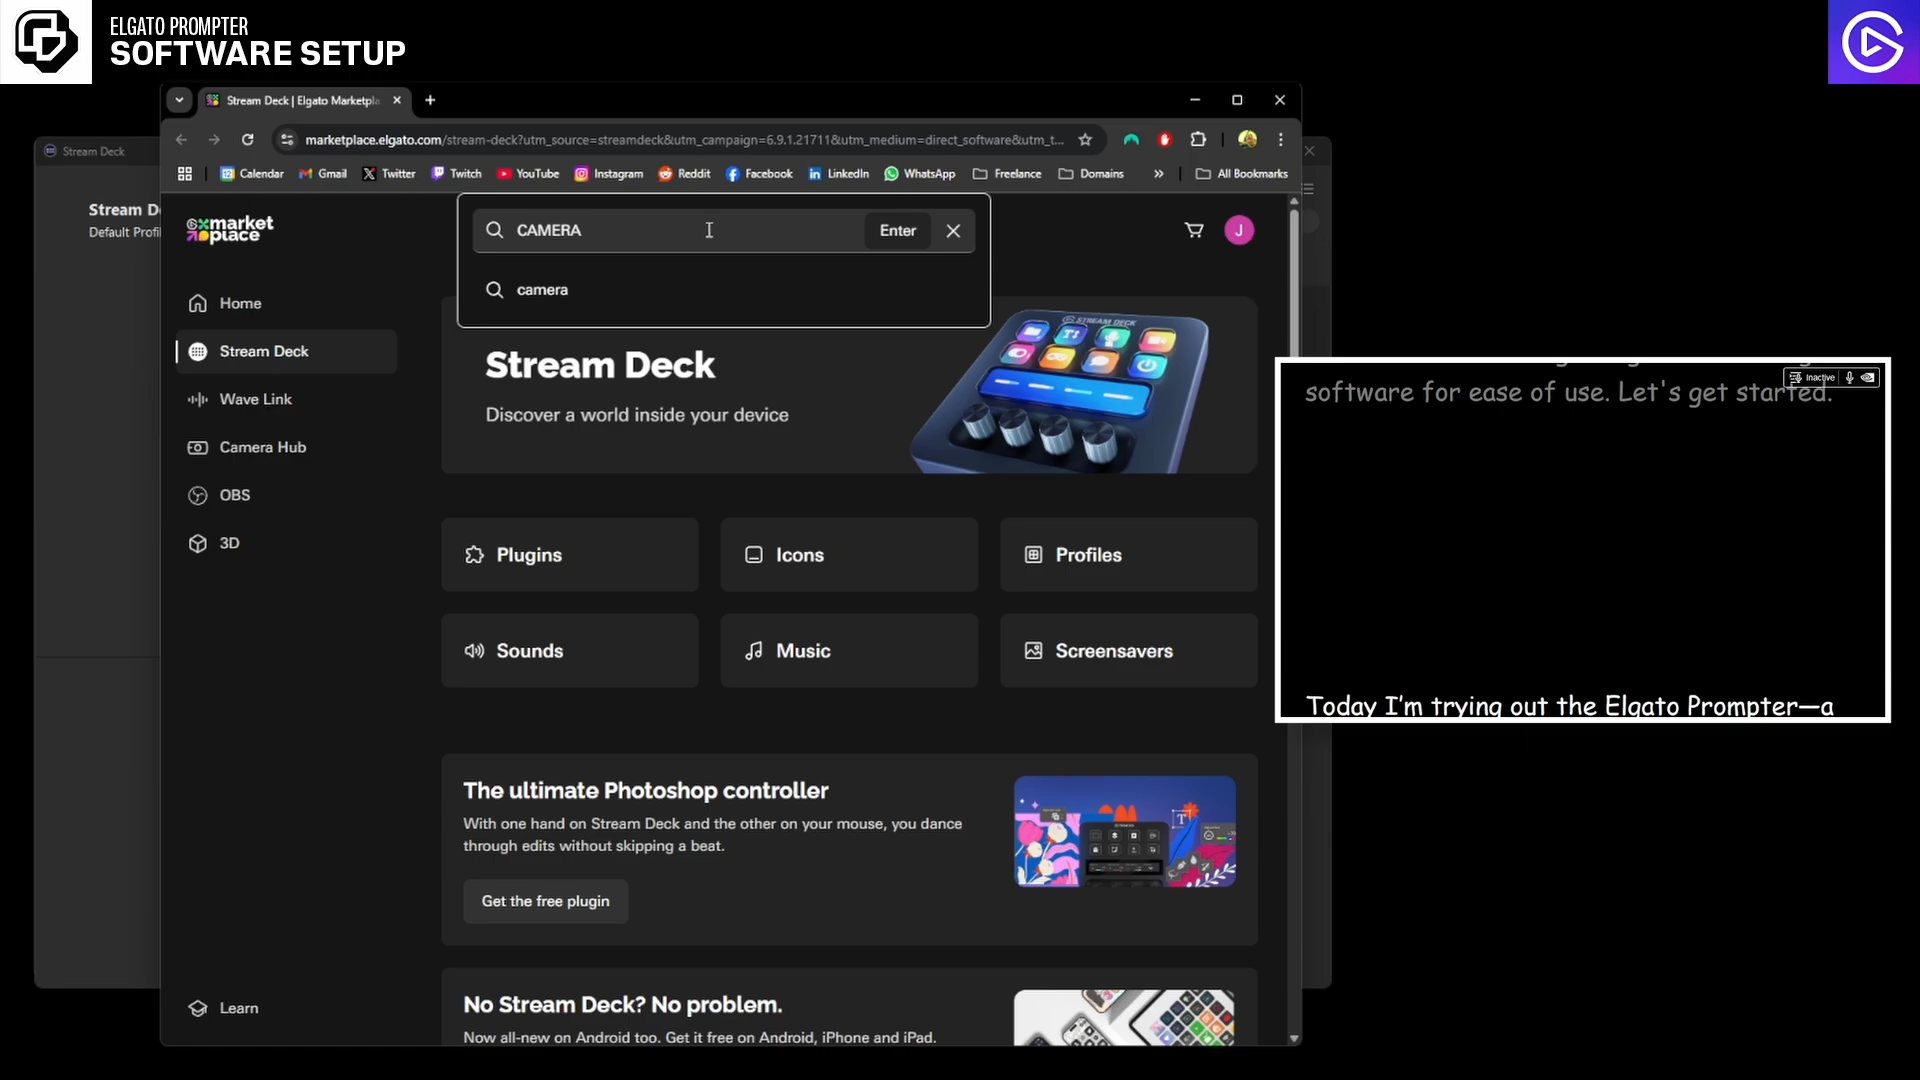 ELGATO PROMPTER
SOFTWARE SETUP
Stream Deck
Stream Deck | Elgato Marketpla
marketplace.elgato.com/stream-deck?utm_source=streamdeck&utm_campaign=6.9.1.21711&utm_medium=direct_software&utm_t...
Calendar
Gmail
Twitter
Twitch
YouTube
Instagram
Reddit
Facebook
LinkedIn
WhatsApp
Freelance
Domains
»
All Bookmarks
Stream D
Default Profi
market
place
CAMERA
Enter
camera
J
Home
Stream Deck
Wave Link
Camera Hub
OBS
3D
Learn
Stream Deck
Discover a world inside your device
STREAM DECK
Plugins
Icons
Profiles
Sounds
Music
Screensavers
The ultimate Photoshop controller
With one hand on Stream Deck and the other on your mouse, you dance
through edits without skipping a beat.
Get the free plugin
No Stream Deck? No problem.
Now all-new on Android too. Get it free on Android, iPhone and iPad.
Inactive
software for ease of use. Let's get started.
Today I'm trying out the Elgato Prompter—a